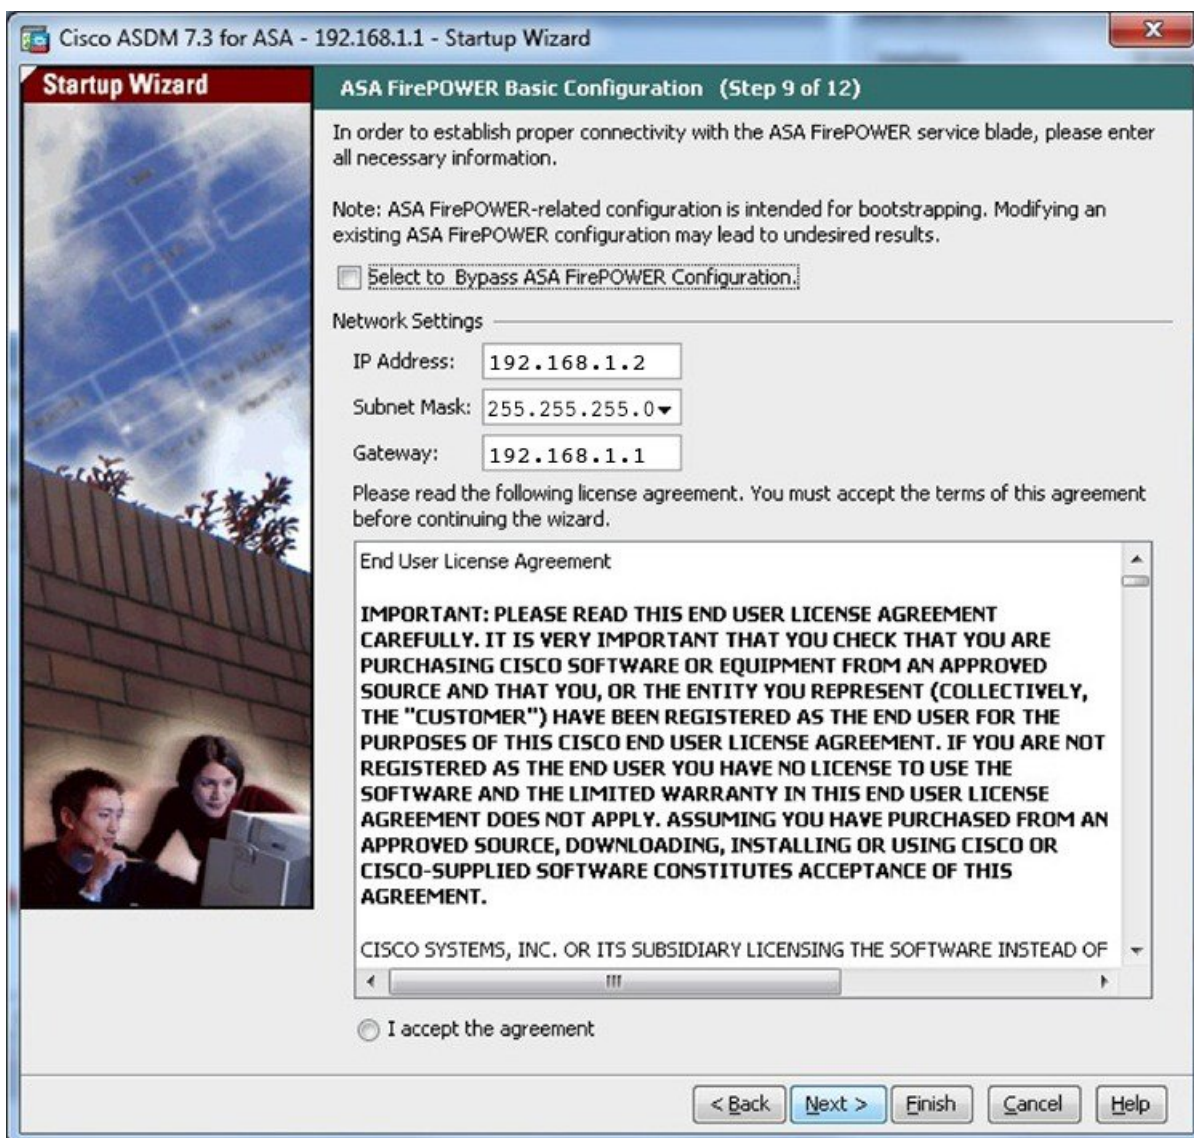 Cisco ASDM 7.3 for ASA - 192.168.1.1 - Startup Wizard
Startup Wizard
ASA FirePOWER Basic Configuration (Step 9 of 12)
In order to establish proper connectivity with the ASA FirePOWER service blade, please enter
all necessary information.
Note: ASA FirePOWER-related configuration is intended for bootstrapping. Modifying an
existing ASA FirePOWER configuration may lead to undesired results.
Select to Bypass ASA FirePOWER Configuration.
Network Settings
IP Address: 192.168.1.2
Subnet Mask: 255.255.255.0
Gateway: 192.168.1.1
Please read the following license agreement. You must accept the terms of this agreement
before continuing the wizard.
End User License Agreement
IMPORTANT: PLEASE READ THIS END USER LICENSE AGREEMENT
CAREFULLY. IT IS VERY IMPORTANT THAT YOU CHECK THAT YOU ARE
PURCHASING CISCO SOFTWARE OR EQUIPMENT FROM AN APPROVED
SOURCE AND THAT YOU, OR THE ENTITY YOU REPRESENT (COLLECTIVELY,
THE "CUSTOMER") HAVE BEEN REGISTERED AS THE END USER FOR THE
PURPOSES OF THIS CISCO END USER LICENSE AGREEMENT. IF YOU ARE NOT
REGISTERED AS THE END USER YOU HAVE NO LICENSE TO USE THE
SOFTWARE AND THE LIMITED WARRANTY IN THIS END USER LICENSE
AGREEMENT DOES NOT APPLY. ASSUMING YOU HAVE PURCHASED FROM AN
APPROVED SOURCE, DOWNLOADING, INSTALLING OR USING CISCO OR
CISCO-SUPPLIED SOFTWARE CONSTITUTES ACCEPTANCE OF THIS
AGREEMENT.
CISCO SYSTEMS, INC. OR ITS SUBSIDIARY LICENSING THE SOFTWARE INSTEAD OF
I accept the agreement
< Back Next > Finish Cancel Help